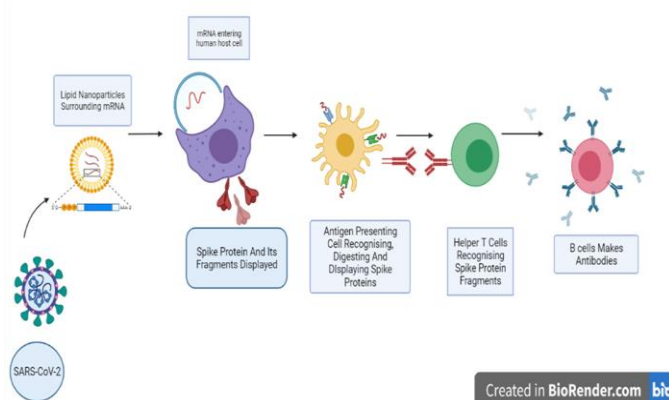 mRNA entering
human host cell
Lipid Nanoparticles
Surrounding mRNA
Spike Protein And Its
Fragments Displayed
Antigen Presenting
Cell Recognising,
Digesting And
DIsplaying Spike
Proteins
Helper T Cells
Recognising
Spike Protein
Fragments
B cells Makes
Antibodies
SARS-CoV-2
Created in BioRender.com